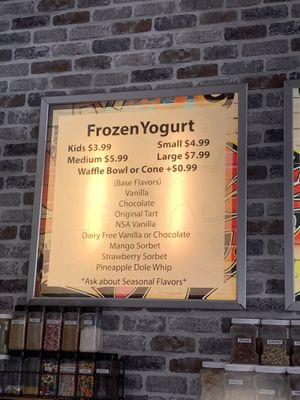 Frozen Yogurt
Kids $3.99 Small $4.99
Medium $5.99 Large $7.99
Waffle Bowl or Cone +$0.99
(Base Flavors)
Vanilla
Chocolate
Original Tart
NSA Vanilla
Dairy Free Vanilla or Chocolate
Mango Sorbet
Strawberry Sorbet
Pineapple Dole Whip
*Ask about Seasonal Flavors*